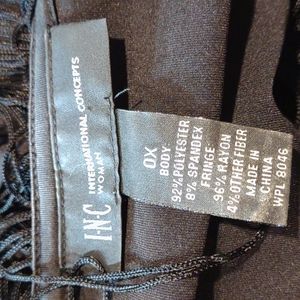 I·N·C
INTERNATIONAL CONCEPTS
WOMAN
0X
BODY
92%POLYESTER
8% SPANDEX
FRINGE
96% RAYON
4% OTHER FIBER
MADE IN
CHINA
WPL 8046